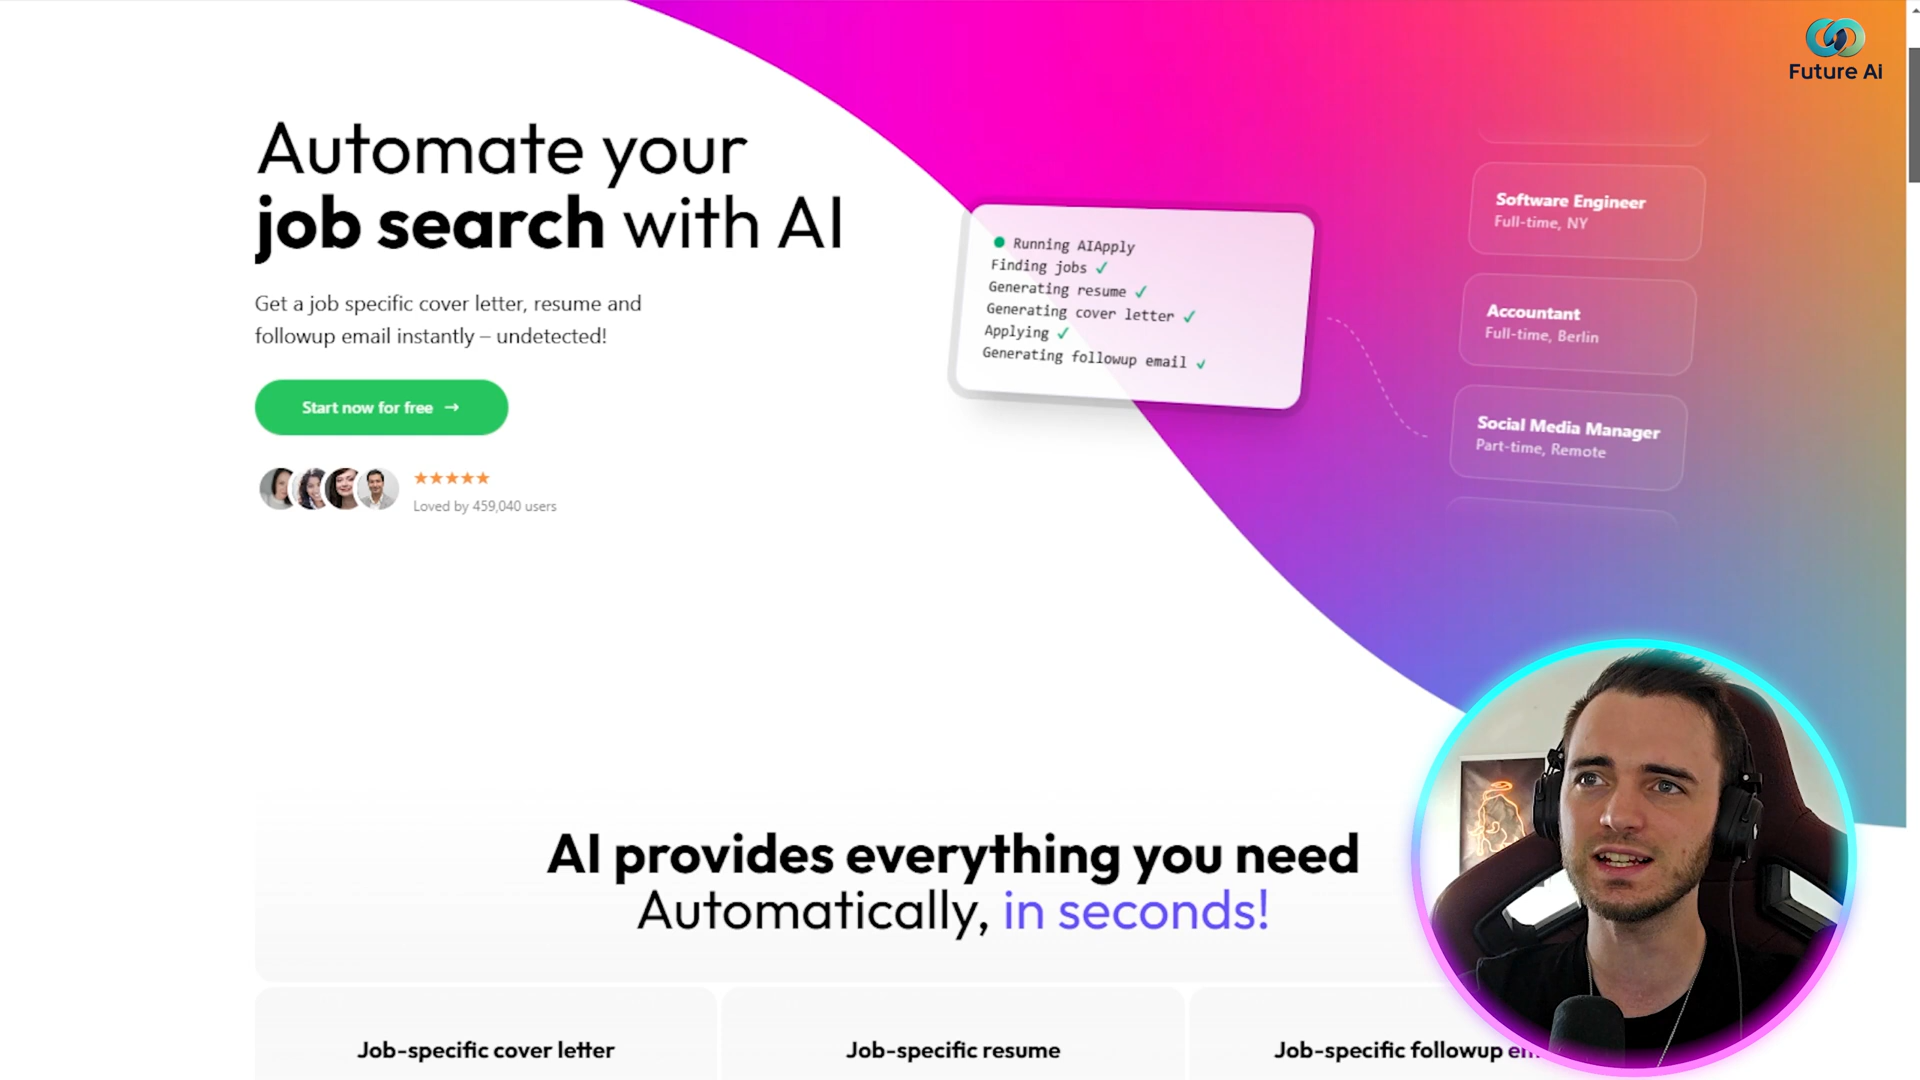 Future Ai
Automate your
job search with AI
Get a job specific cover letter, resume and
followup email instantly – undetected!
Start now for free →
Loved by 459,040 users
Running AIApply
Finding jobs ✓
Generating resume ✓
Generating cover letter ✓
Applying ✓
Generating followup email ✓
Software Engineer
Full-time, NY
Accountant
Full-time, Berlin
Social Media Manager
Part-time, Remote
AI provides everything you need
Automatically, in seconds!
Job-specific cover letter
Job-specific resume
Job-specific followup